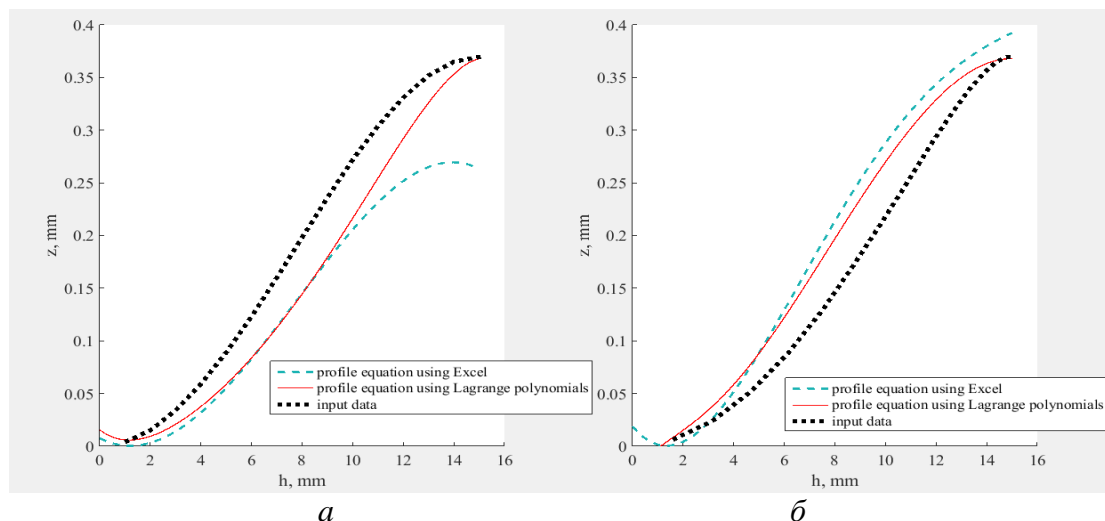 0.4
0.35
0.3
0.25
0.2
0.15
0.1
0.05
0
z, mm
0 2 4 6 8 10 12 14 16
h, mm
profile equation using Excel
profile equation using Lagrange polynomials
input data
а
0.4
0.35
0.3
0.25
0.2
0.15
0.1
0.05
0
z, mm
0 2 4 6 8 10 12 14 16
h, mm
profile equation using Excel
profile equation using Lagrange polynomials
input data
б